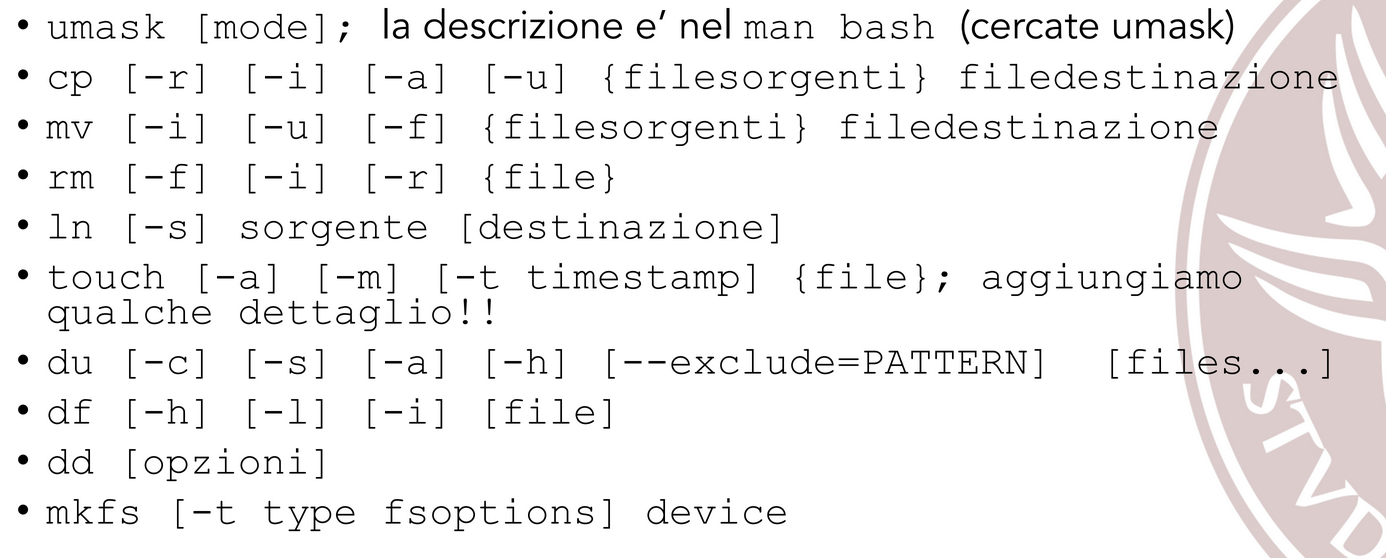 • umask [mode]; la descrizione e’ nel man bash (cercate umask)
• cp [-r] [-i] [-a] [-u] {filesorgenti} filedestinazione
• mv [-i] [-u] [-f] {filesorgenti} filedestinazione
• rm [-f] [-i] [-r] {file}
• ln [-s] sorgente [destinazione]
• touch [-a] [-m] [-t timestamp] {file}; aggiungiamo
qualche dettaglio!!
• du [-c] [-s] [-a] [-h] [--exclude=PATTERN] [files...]
• df [-h] [-l] [-i] [file]
• dd [opzioni]
• mkfs [-t type fsoptions] device
STVD